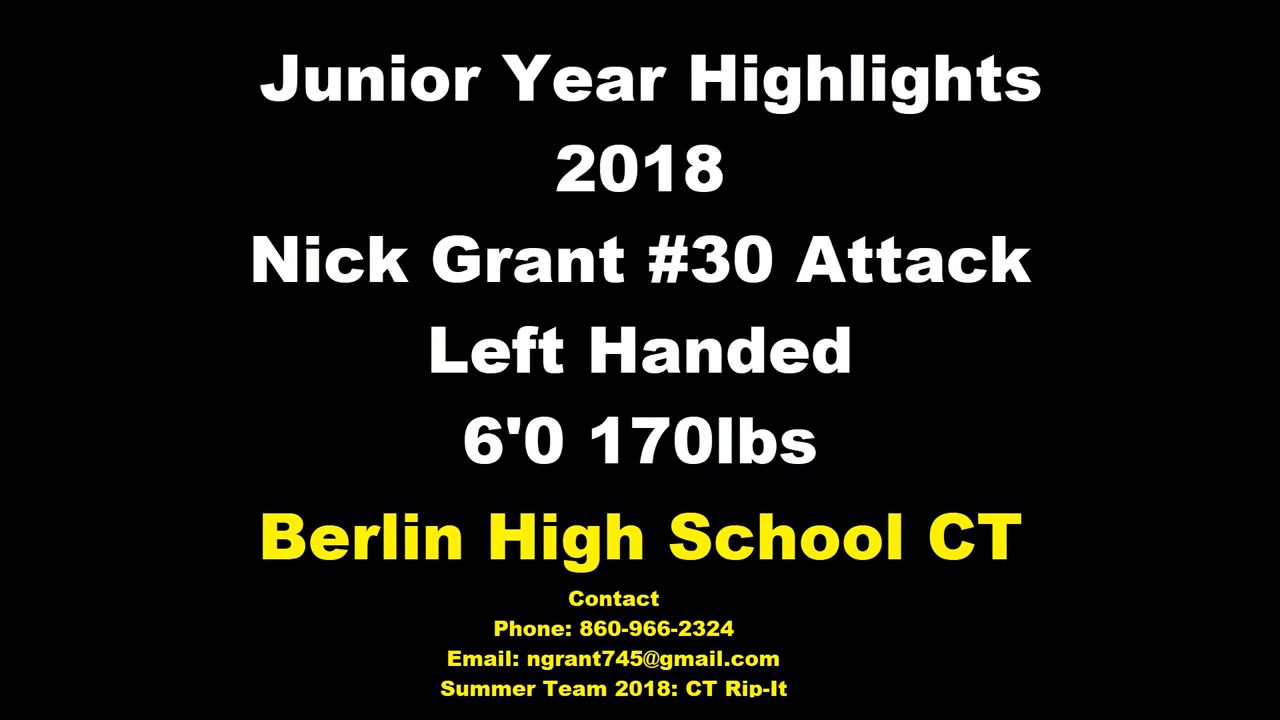 Junior Year Highlights
2018
Nick Grant #30 Attack
Left Handed
6'0 170lbs
Berlin High School CT
Contact
Phone: 860-966-2324
Email: ngrant745@gmail.com
Summer Team 2018: CT Rip-It